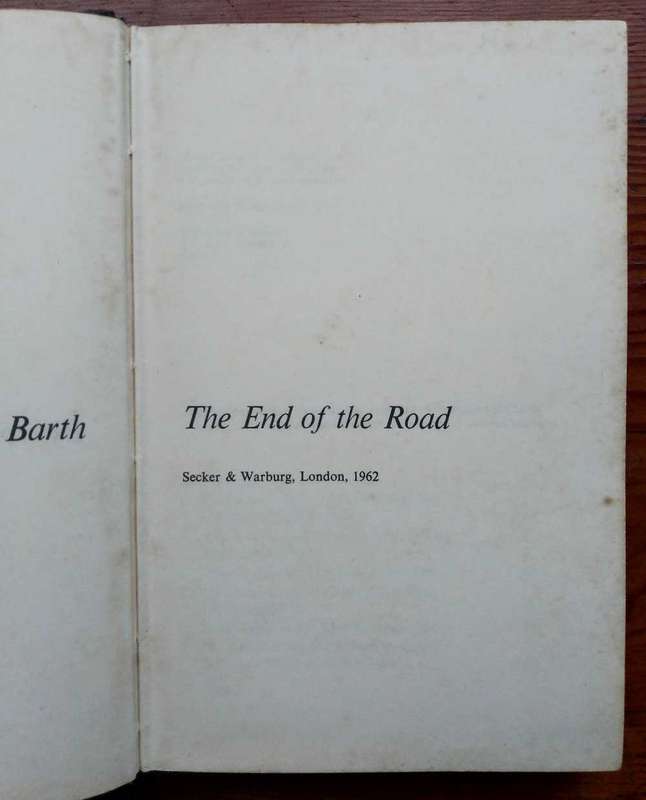 Barth
The End of the Road
Secker & Warburg, London, 1962